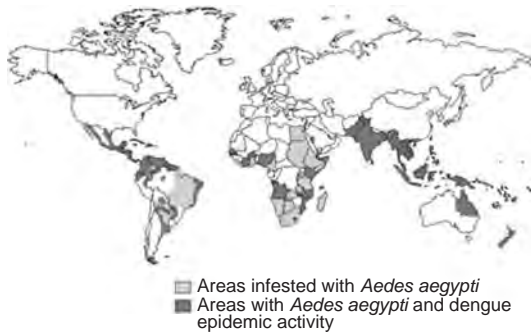 Areas infested with Aedes aegypti
Areas with Aedes aegypti and dengue
epidemic activity